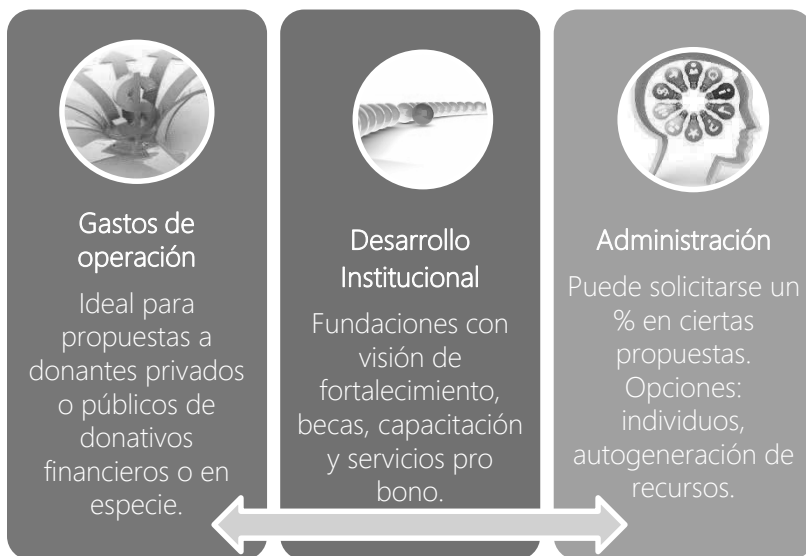 Gastos de
operación
Ideal para
propuestas a
donantes privados
o públicos de
donativos
financieros o en
especie.
Desarrollo
Institucional
Fundaciones con
visión de
fortalecimiento,
becas, capacitación
y servicios pro
bono.
Administración
Puede solicitarse un
% en ciertas
propuestas.
Opciones:
individuos,
autogeneración de
recursos.